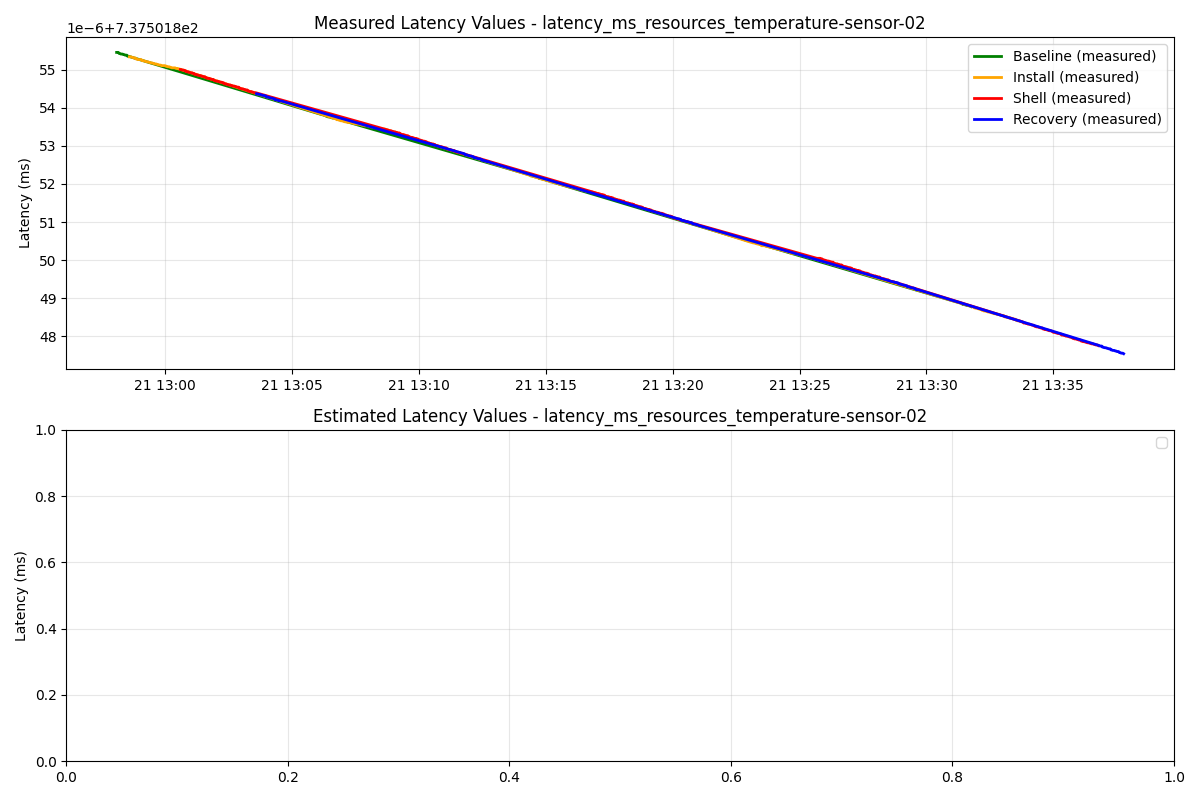 Measured Latency Values - latency_ms_resources_temperature-sensor-02
1e−6+7.375018e2
Baseline (measured)
Install (measured)
Shell (measured)
Recovery (measured)
Latency (ms)
55
54
53
52
51
50
49
48
21 13:00 21 13:05 21 13:10 21 13:15 21 13:20 21 13:25 21 13:30 21 13:35
Estimated Latency Values - latency_ms_resources_temperature-sensor-02
Latency (ms)
1.0
0.8
0.6
0.4
0.2
0.0
0.0 0.2 0.4 0.6 0.8 1.0